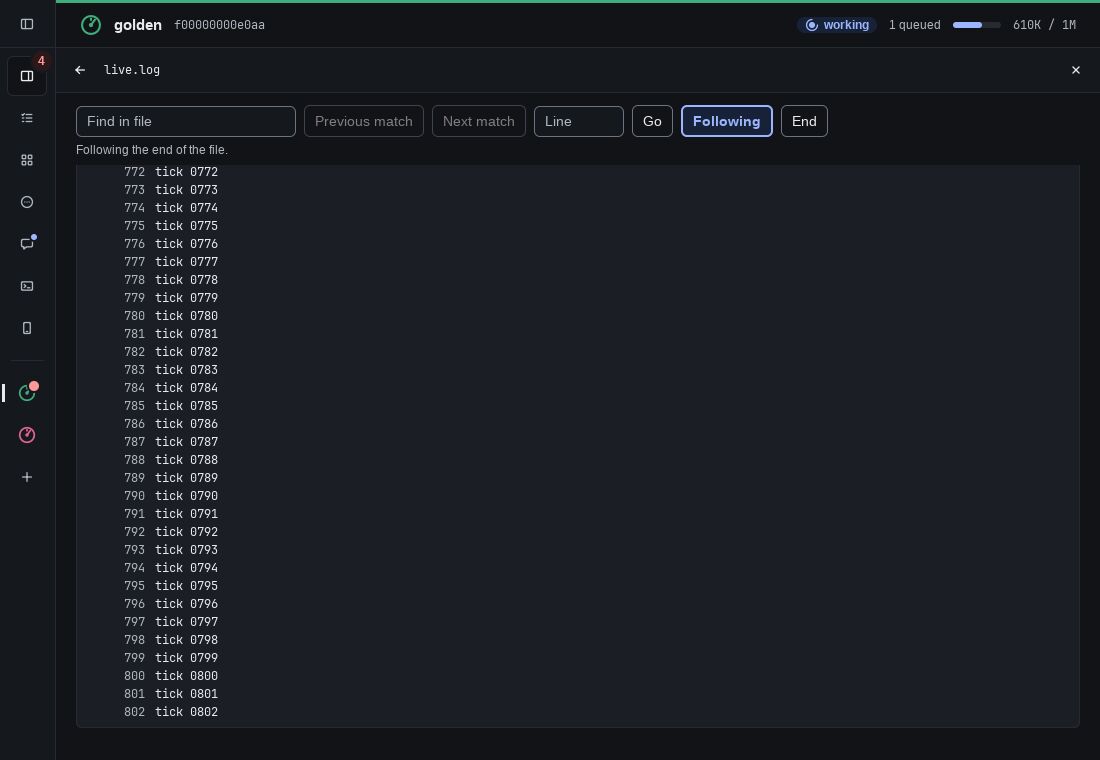 golden f00000000e0aa working 1 queued 610K / 1M
4
live.log
Find in file Previous match Next match Line Go Following End
Following the end of the file.
772 tick 0772
773 tick 0773
774 tick 0774
775 tick 0775
776 tick 0776
777 tick 0777
778 tick 0778
779 tick 0779
780 tick 0780
781 tick 0781
782 tick 0782
783 tick 0783
784 tick 0784
785 tick 0785
786 tick 0786
787 tick 0787
788 tick 0788
789 tick 0789
790 tick 0790
791 tick 0791
792 tick 0792
793 tick 0793
794 tick 0794
795 tick 0795
796 tick 0796
797 tick 0797
798 tick 0798
799 tick 0799
800 tick 0800
801 tick 0801
802 tick 0802